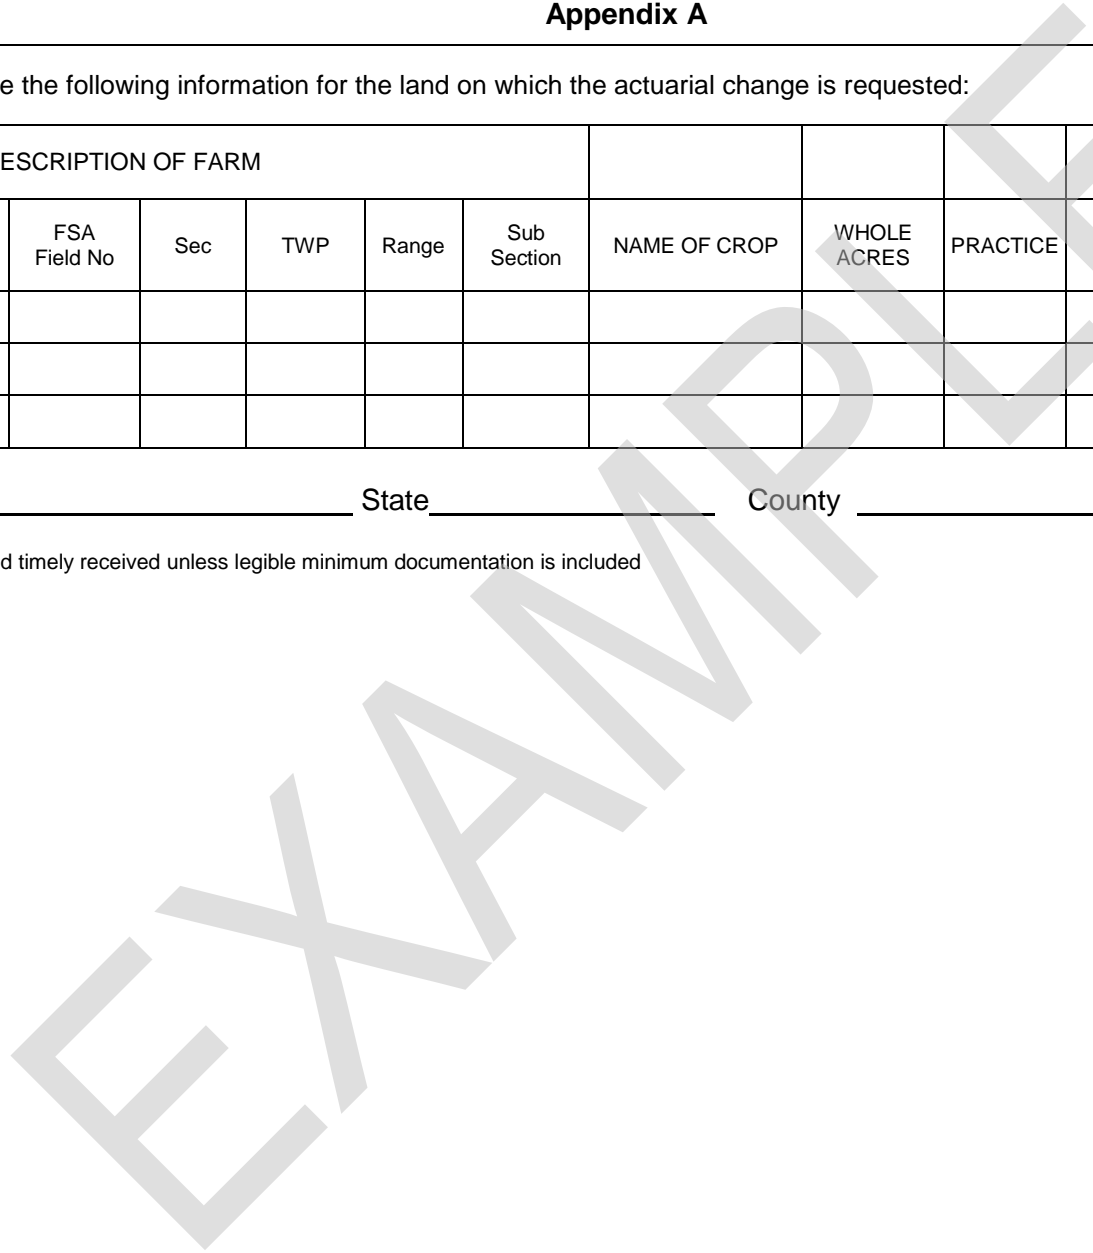 Appendix A
e the following information for the land on which the actuarial change is requested:
ESCRIPTION OF FARM
FSA
Field No
Sec
TWP
Range
Sub
Section
NAME OF CROP
WHOLE
ACRES
PRACTICE
State
County
d timely received unless legible minimum documentation is included
EXAMPLE